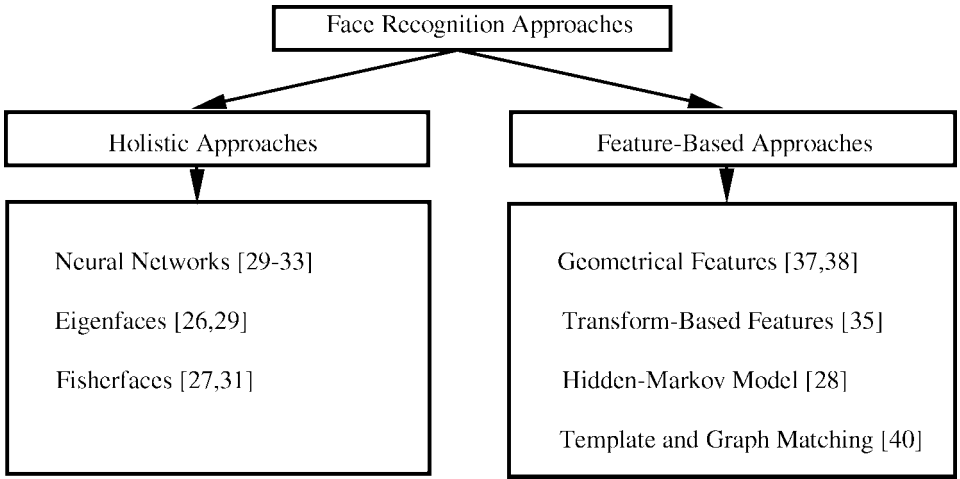 Face Recognition Approaches
Holistic Approaches
Feature-Based Approaches
Neural Networks [29-33]
Eigenfaces [26,29]
Fisherfaces [27,31]
Geometrical Features [37,38]
Transform-Based Features [35]
Hidden-Markov Model [28]
Template and Graph Matching [40]